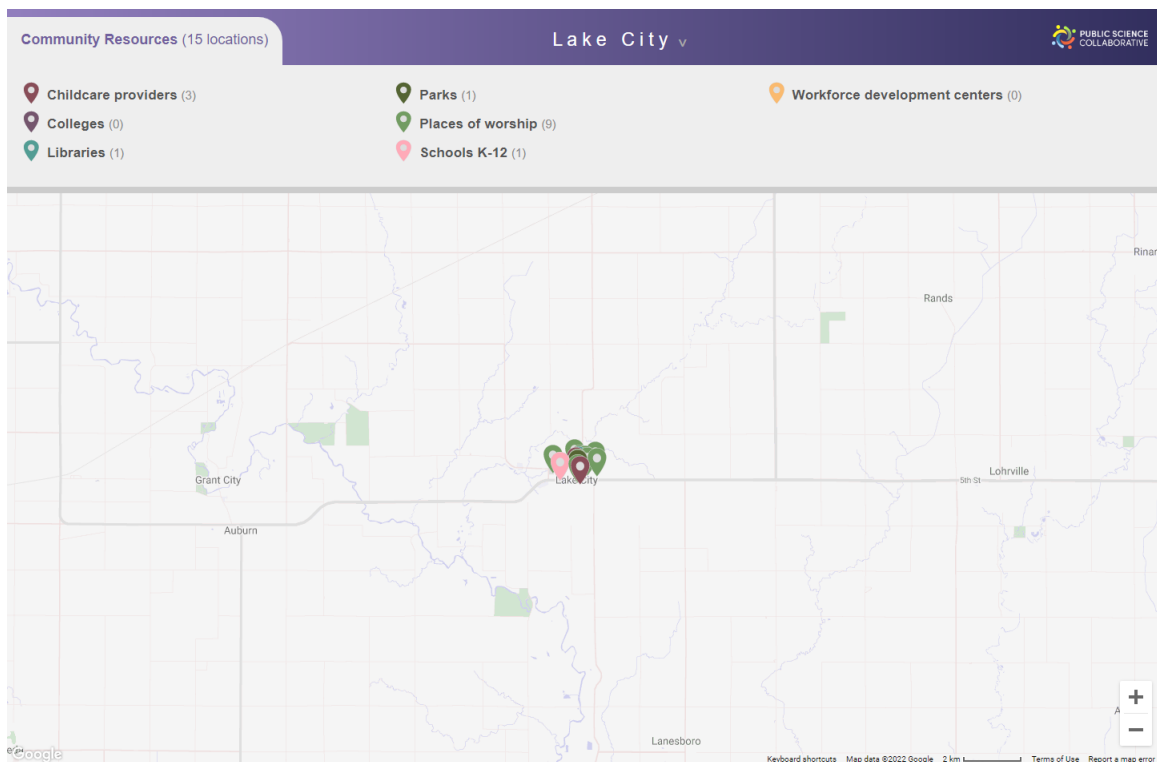 Community Resources (15 locations)
Lake City v
PUBLIC SCIENCE
COLLABORATIVE
Childcare providers (3)
Parks (1)
Workforce development centers (0)
Colleges (0)
Places of worship (9)
Libraries (1)
Schools K-12 (1)
Rinar
Rands
Lohrville
Grant City
Lake City
5th St
Auburn
+
A
−
Lanesboro
Google
Keyboard shortcuts Map data ©2022 Google 2 km Terms of Use Report a map error